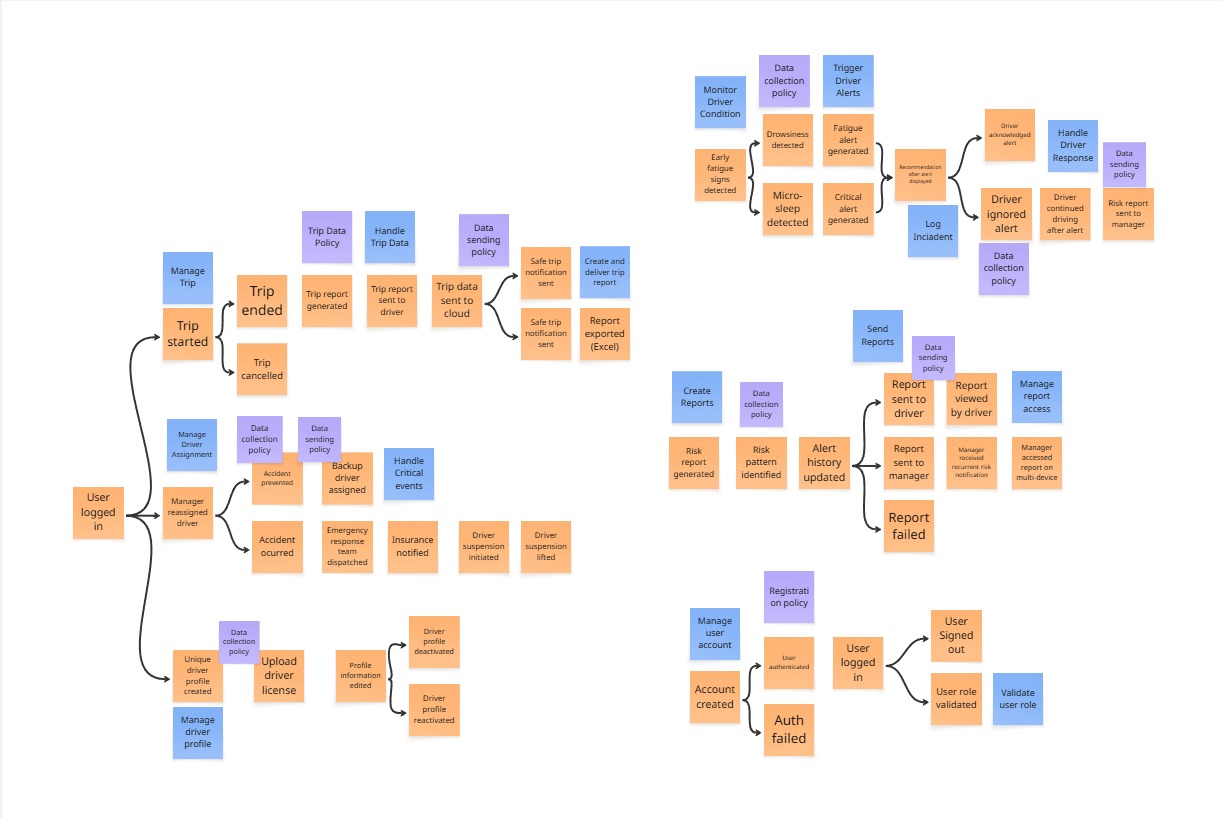 Trip Data
Policy
Handle
Trip Data
Data
sending
policy
Manage
Trip
Safe trip
notification
sent
Create and
deliver trip
report
Trip
started
Trip
ended
Trip report
generated
Trip report
sent to
driver
Trip data
sent to
cloud
Safe trip
notification
sent
Report
exported
(Excel)
Trip
cancelled
Manage
Driver
Assignment
Data
collection
policy
Data
sending
policy
Handle
Critical
events
Accident
prevented
Backup
driver
assigned
User
logged
in
Manager
reassigned
driver
Accident
ocurred
Emergency
response
team
dispatched
Insurance
notified
Driver
suspension
initiated
Driver
suspension
lifted
Data
collection
policy
Unique
driver
profile
created
Upload
driver
license
Profile
information
edited
Driver
profile
deactivated
Driver
profile
reactivated
Manage
driver
profile
Monitor
Driver
Condition
Data
collection
policy
Trigger
Driver
Alerts
Early
fatigue
signs
detected
Drowsiness
detected
Fatigue
alert
generated
Micro-
sleep
detected
Critical
alert
generated
Recommendation
after alert
displayed
Driver
acknowledged
alert
Handle
Driver
Response
Data
sending
policy
Log
Inciadent
Driver
ignored
alert
Driver
continued
driving
after alert
Risk report
sent to
manager
Data
collection
policy
Send
Reports
Data
sending
policy
Create
Reports
Data
collection
policy
Report
sent to
driver
Report
viewed
by driver
Manage
report
access
Risk
report
generated
Risk
pattern
identified
Alert
history
updated
Report
sent to
manager
Manager
received
recurrent risk
notification
Manager
accessed
report on
multi-device
Report
failed
Registrati
on policy
Manage
user
account
User
authenticated
User
logged
in
User
Signed
out
Account
created
Auth
failed
User role
validated
Validate
user role